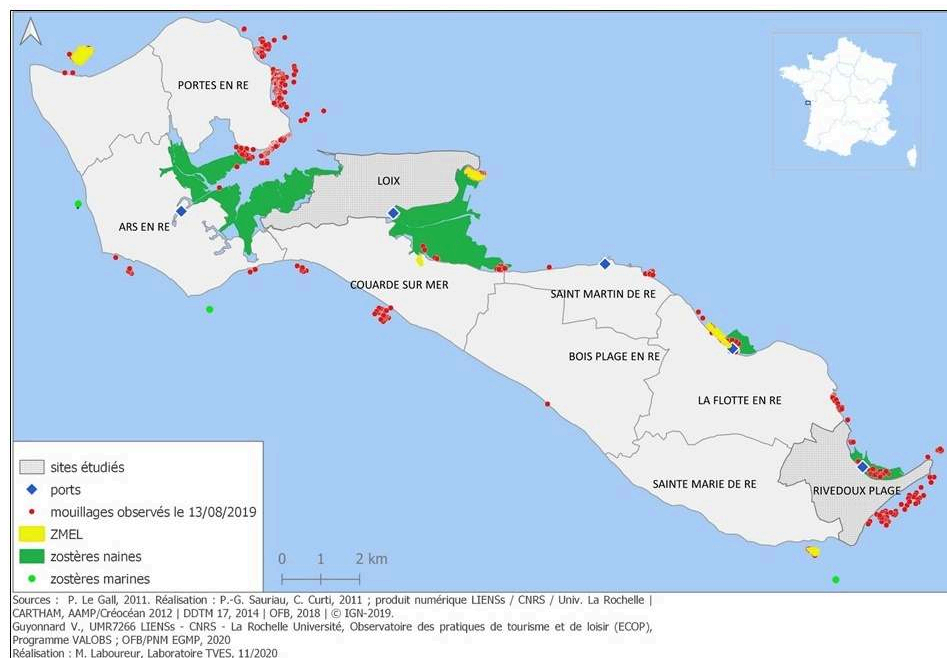 PORTES EN RE
LOIX
ARS EN RE
COUARDE SUR MER
SAINT MARTIN DE RE
BOIS PLAGE EN RE
LA FLOTTE EN RE
SAINTE MARIE DE RE
RIVEDOUX PLAGE
sites étudiés
ports
mouillages observés le 13/08/2019
ZMEL
zostères naines
zostères marines
0 1 2 km
Sources : P. Le Gall, 2011. Réalisation : P.-G. Sauriau, C. Curti, 2011 ; produit numérique LIENSs / CNRS / Univ. La Rochelle |
CARTHAM, AAMP/Créocéan 2012 | DDTM 17, 2014 | OFB, 2018 | © IGN-2019.
Guyonnard V., UMR7266 LIENSs - CNRS - La Rochelle Université, Observatoire des pratiques de tourisme et de loisir (ECOP),
Programme VALOBS ; OFB/PNM EGMP, 2020
Réalisation : M. Laboureur, Laboratoire TVES, 11/2020